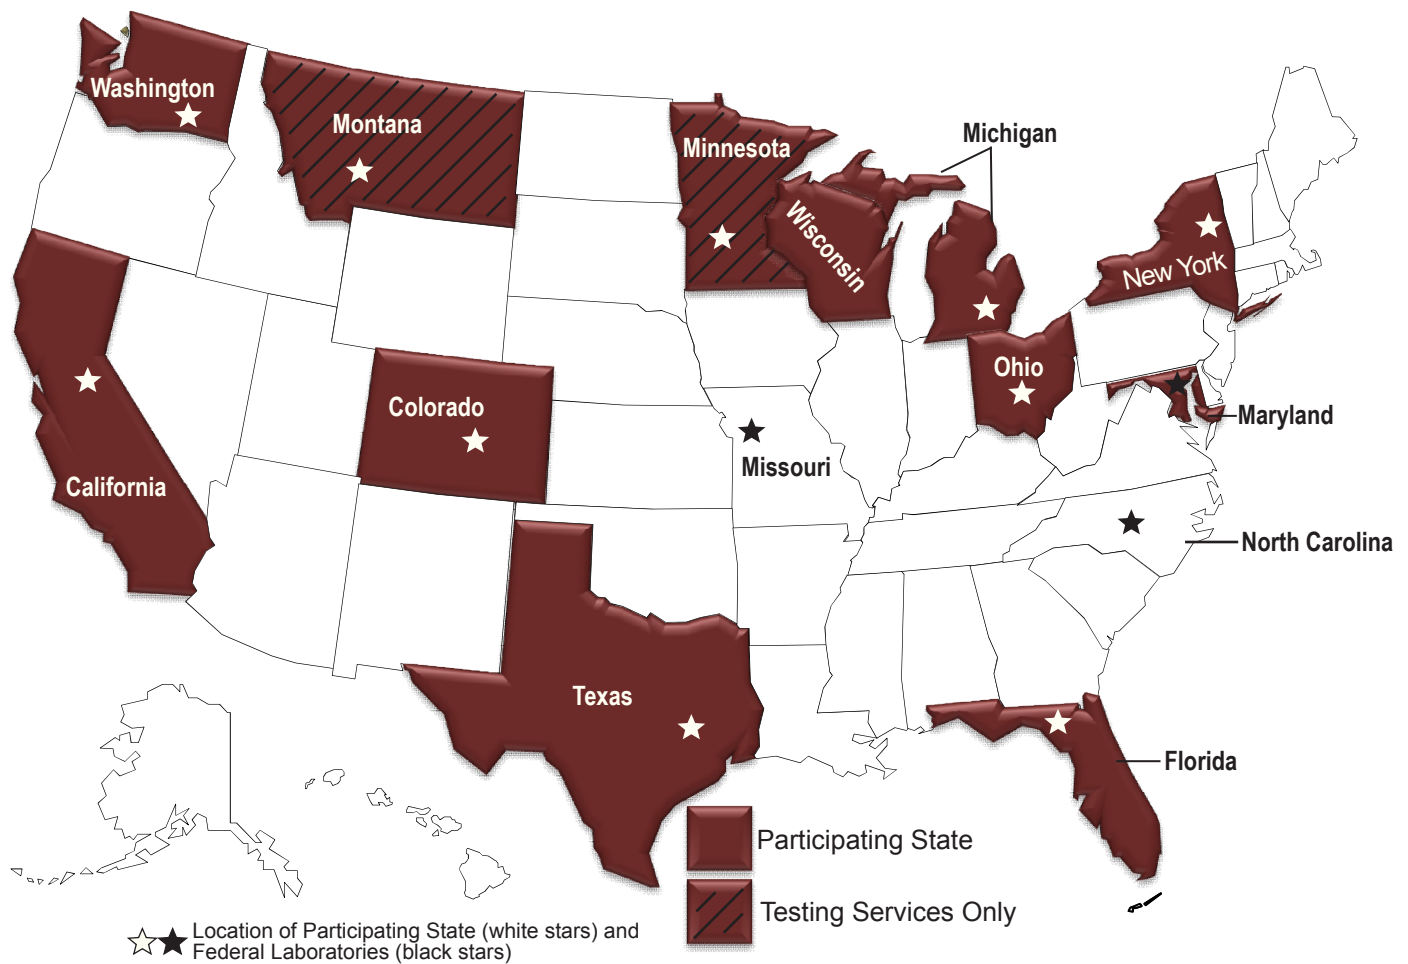 Washington
Montana
Minnesota
Michigan
Wisconsin
New York
Ohio
Colorado
Maryland
Missouri
California
North Carolina
Texas
Florida
Participating State
Testing Services Only
Location of Participating State (white stars) and
Federal Laboratories (black stars)